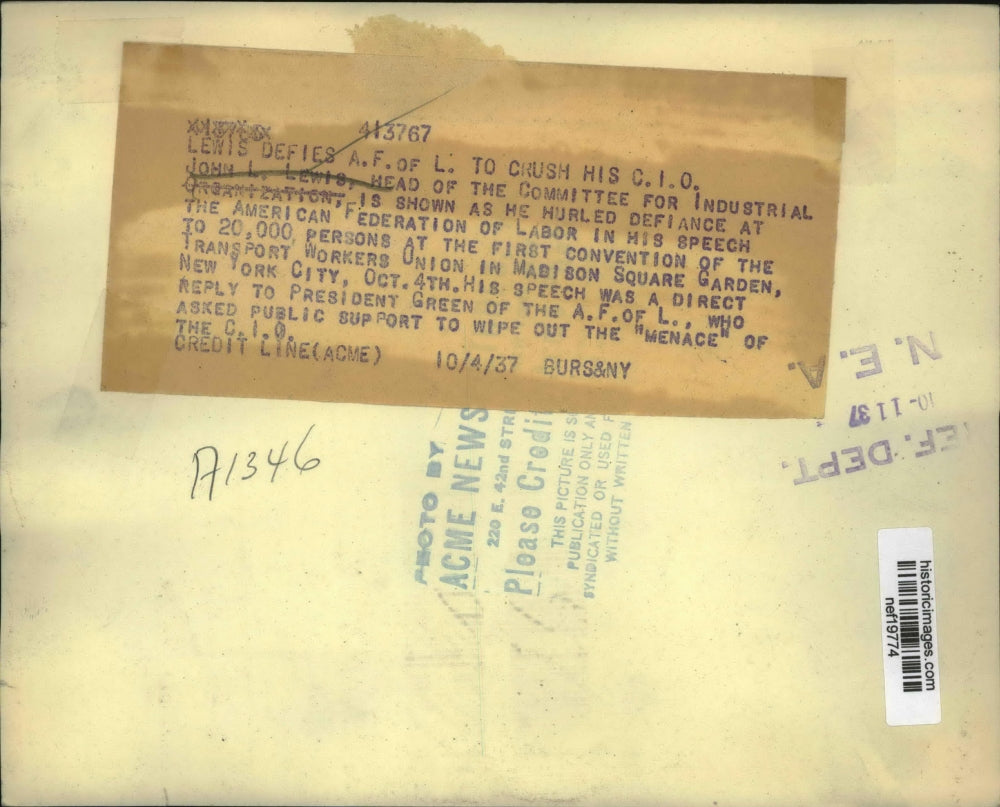 413767
LEWIS DEFIES A.F.OF L. TO CRUSH HIS C.I.O.
JOHN L. LEWIS, HEAD OF THE COMMITTEE FOR INDUSTRIAL
ORGANIZATION, IS SHOWN AS HE HURLED DEFIANCE AT
THE AMERICAN FEDERATION OF LABOR IN HIS SPEECH
TO 20,000 PERSONS AT THE FIRST CONVENTION OF THE
TRANSPORT WORKERS UNION IN MADISON SQUARE GARDEN,
NEW YORK CITY, OCT.4TH.HIS SPEECH WAS A DIRECT
REPLY TO PRESIDENT GREEN OF THE A.F.OF L., WHO
ASKED PUBLIC SUPPORT TO WIPE OUT THE "MENACE" OF
THE C.I.O.
CREDIT LINE(ACME) 10/4/37 BURS&NY
A1346
PHOTO BY
ACME NEWS
220 E. 42nd STR
Please Credit
THIS PICTURE IS S
PUBLICATION ONLY AN
SYNDICATED OR USED F
WITHOUT WRITTEN
N. E. A.
10-11 37
EF. DEPT.
historicimages.com
nef19774